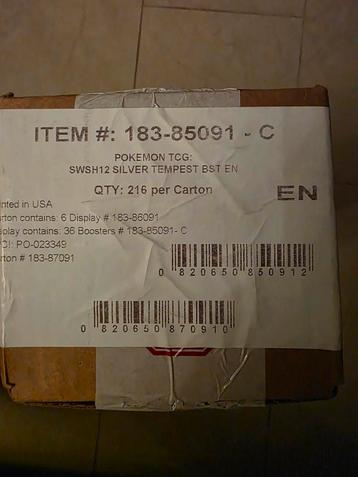 ITEM #: 183-85091 - C
POKEMON TCG:
SWSH12 SILVER TEMPEST BST EN
QTY: 216 per Carton
EN
nted in USA
rton contains: 6 Display # 183-86091
splay contains: 36 Boosters # 183-85091- C
CI: PO-023349
rton # 183-87091
0 820650 850912
0 820650 870910